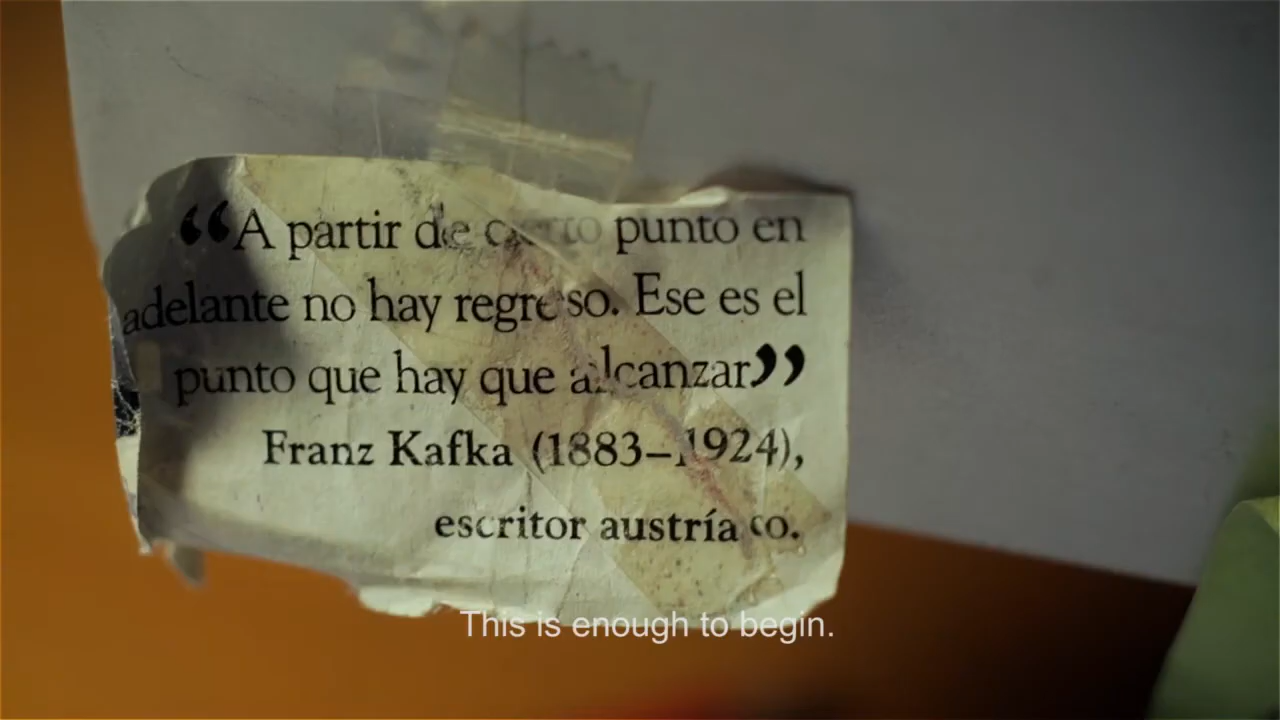 “A partir de cierto punto en
adelante no hay regreso. Ese es el
punto que hay que alcanzar”
Franz Kafka (1883–1924),
escritor austríaco.
This is enough to begin.